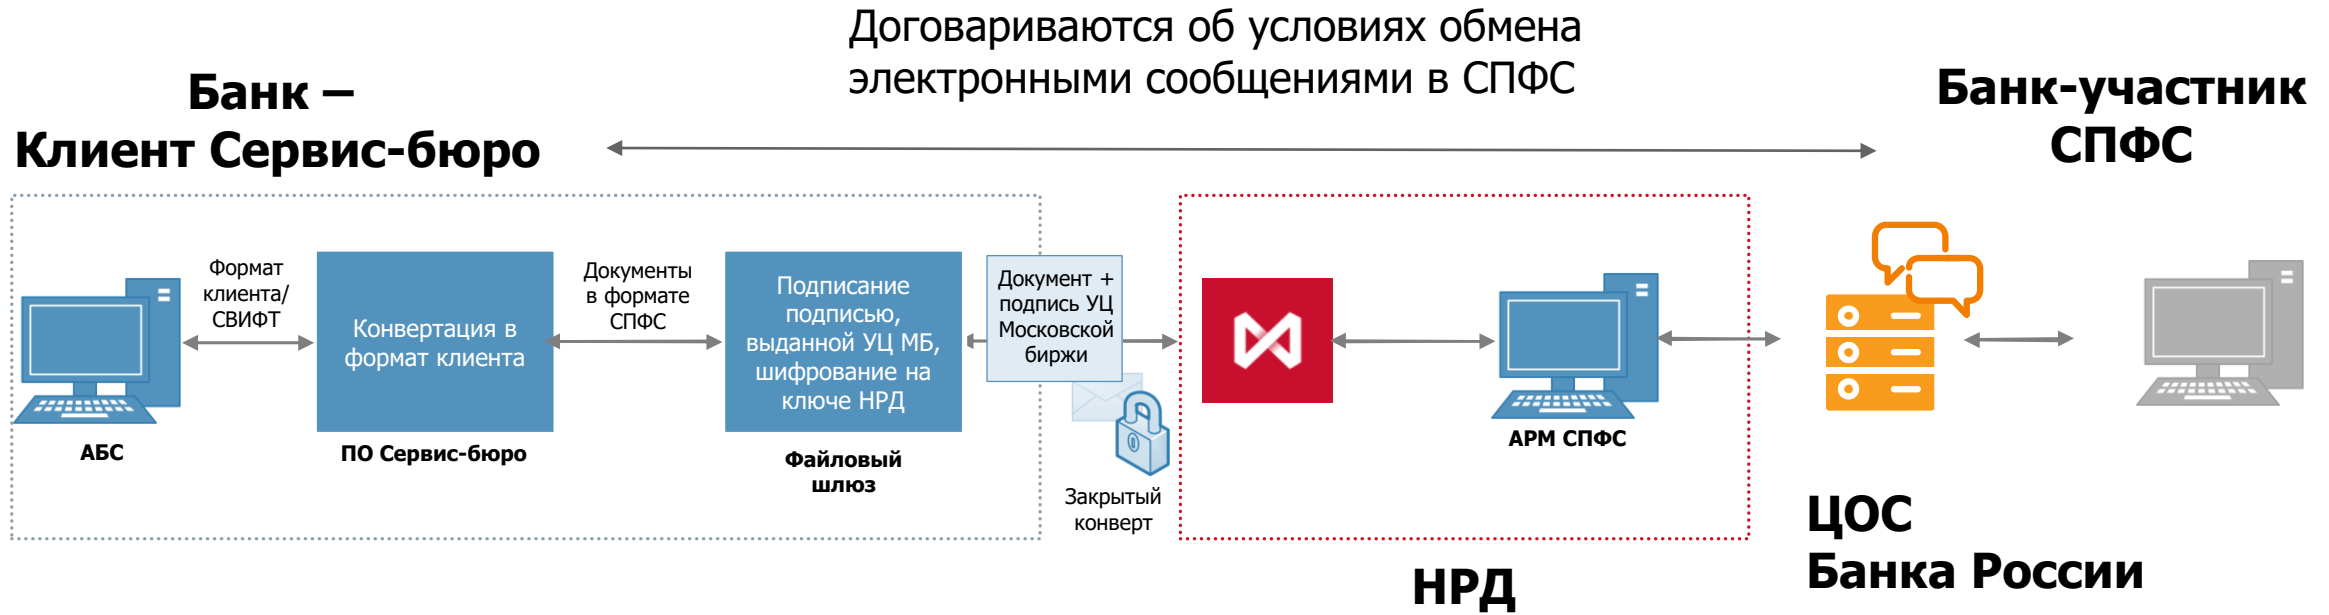 Договариваются об условиях обмена
электронными сообщениями в СПФС
Банк –
Клиент Сервис-бюро
Банк-участник
СПФС
Формат
клиента/
СВИФТ
Конвертация в
формат клиента
Документы
в формате
СПФС
Подписание
подписью,
выданной УЦ МБ,
шифрование на
ключе НРД
Документ +
подпись УЦ
Московской
биржи
АБС
ПО Сервис-бюро
Файловый
шлюз
Закрытый
конверт
АРМ СПФС
НРД
ЦОС
Банка России